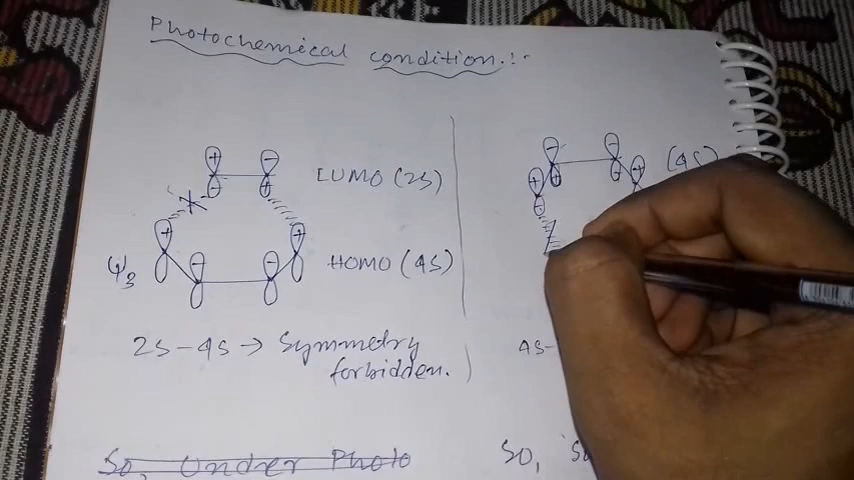 Photochemical condition:-
LUMO (2S)
ψ3
HOMO (4S)
2S-4S → Symmetry
forbidden.
So, Under Photo
(4S)
4S-
SO,